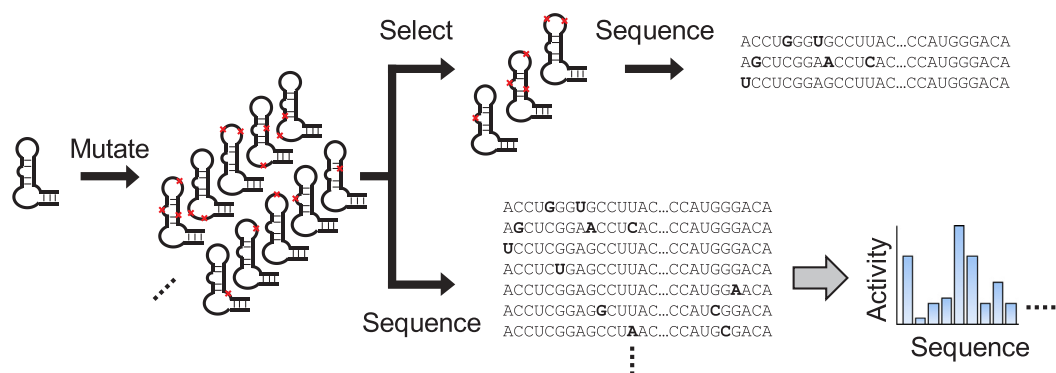 Select
Sequence
ACCUGGGUGCCUUAC...CCAUGGGACA
AGCUCGGAACCUCAC...CCAUGGGACA
UCCUCGGAGCCUUAC...CCAUGGGACA
Mutate
Sequence
ACCUGGGUGCCUUAC...CCAUGGGACA
AGCUCGGAACCUCAC...CCAUGGGACA
UCCUCGGAGCCUUAC...CCAUGGGACA
ACCUCUGAGCCUUAC...CCAUGGGACA
ACCUCGGAGCCUUAC...CCAUGGAACA
ACCUCGGAGGCUUAC...CCAUCGGACA
ACCUCGGAGCCUAAC...CCAUGCGACA
Activity
Sequence